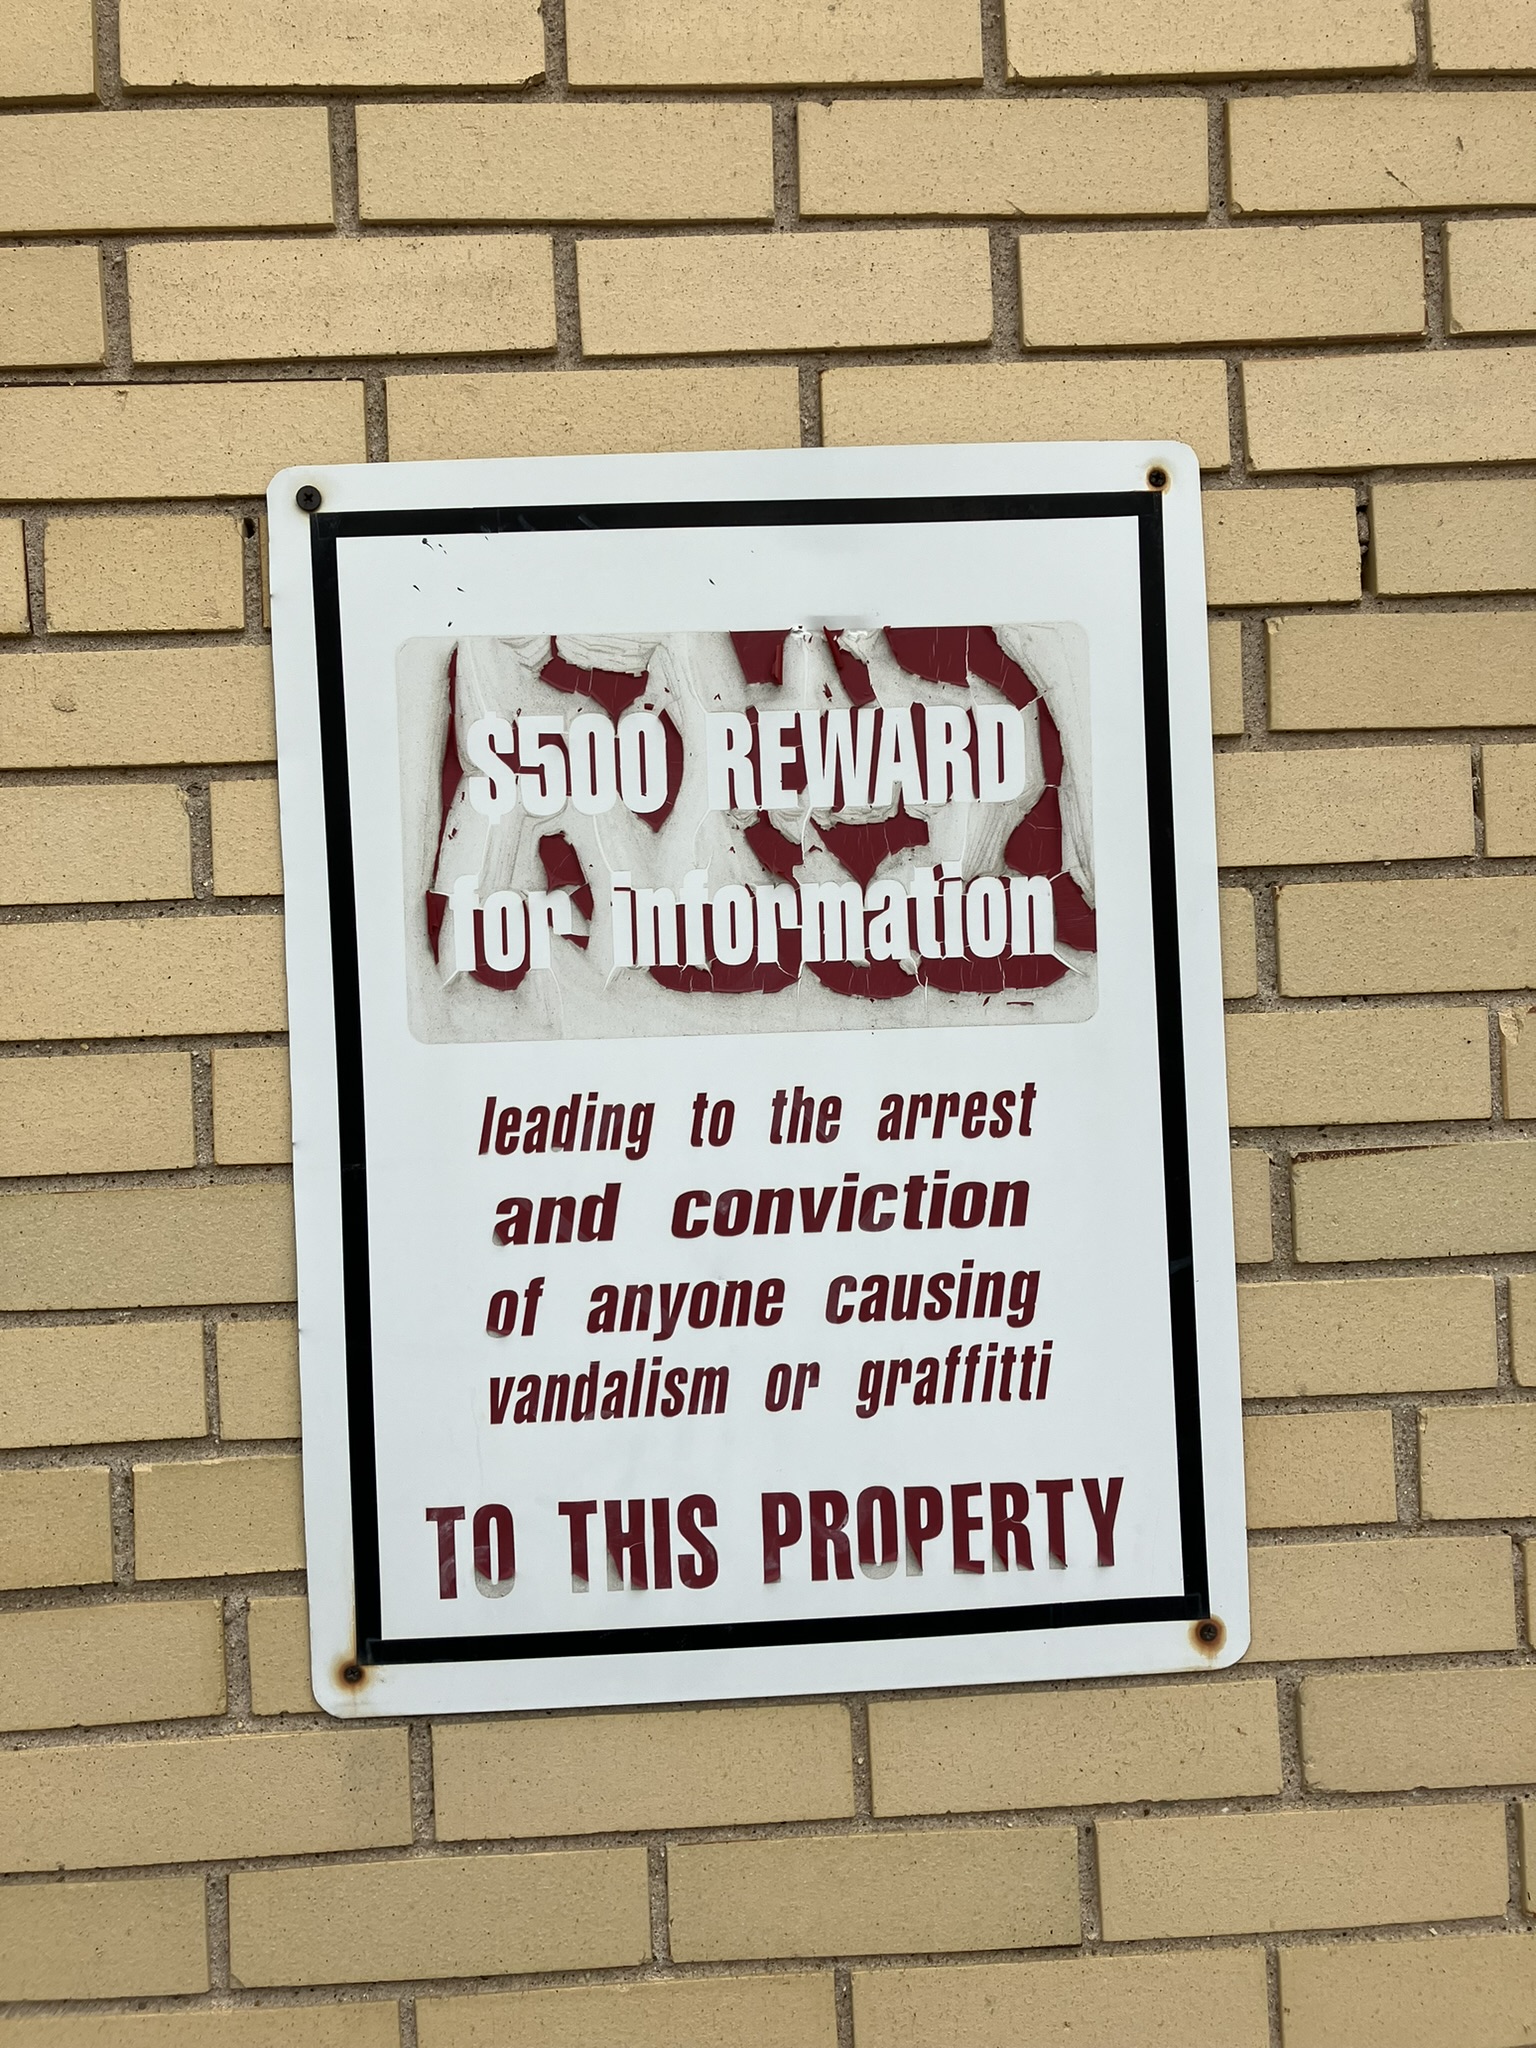 $500 REWARD
for information
leading to the arrest
and conviction
of anyone causing
vandalism or graffitti
TO THIS PROPERTY